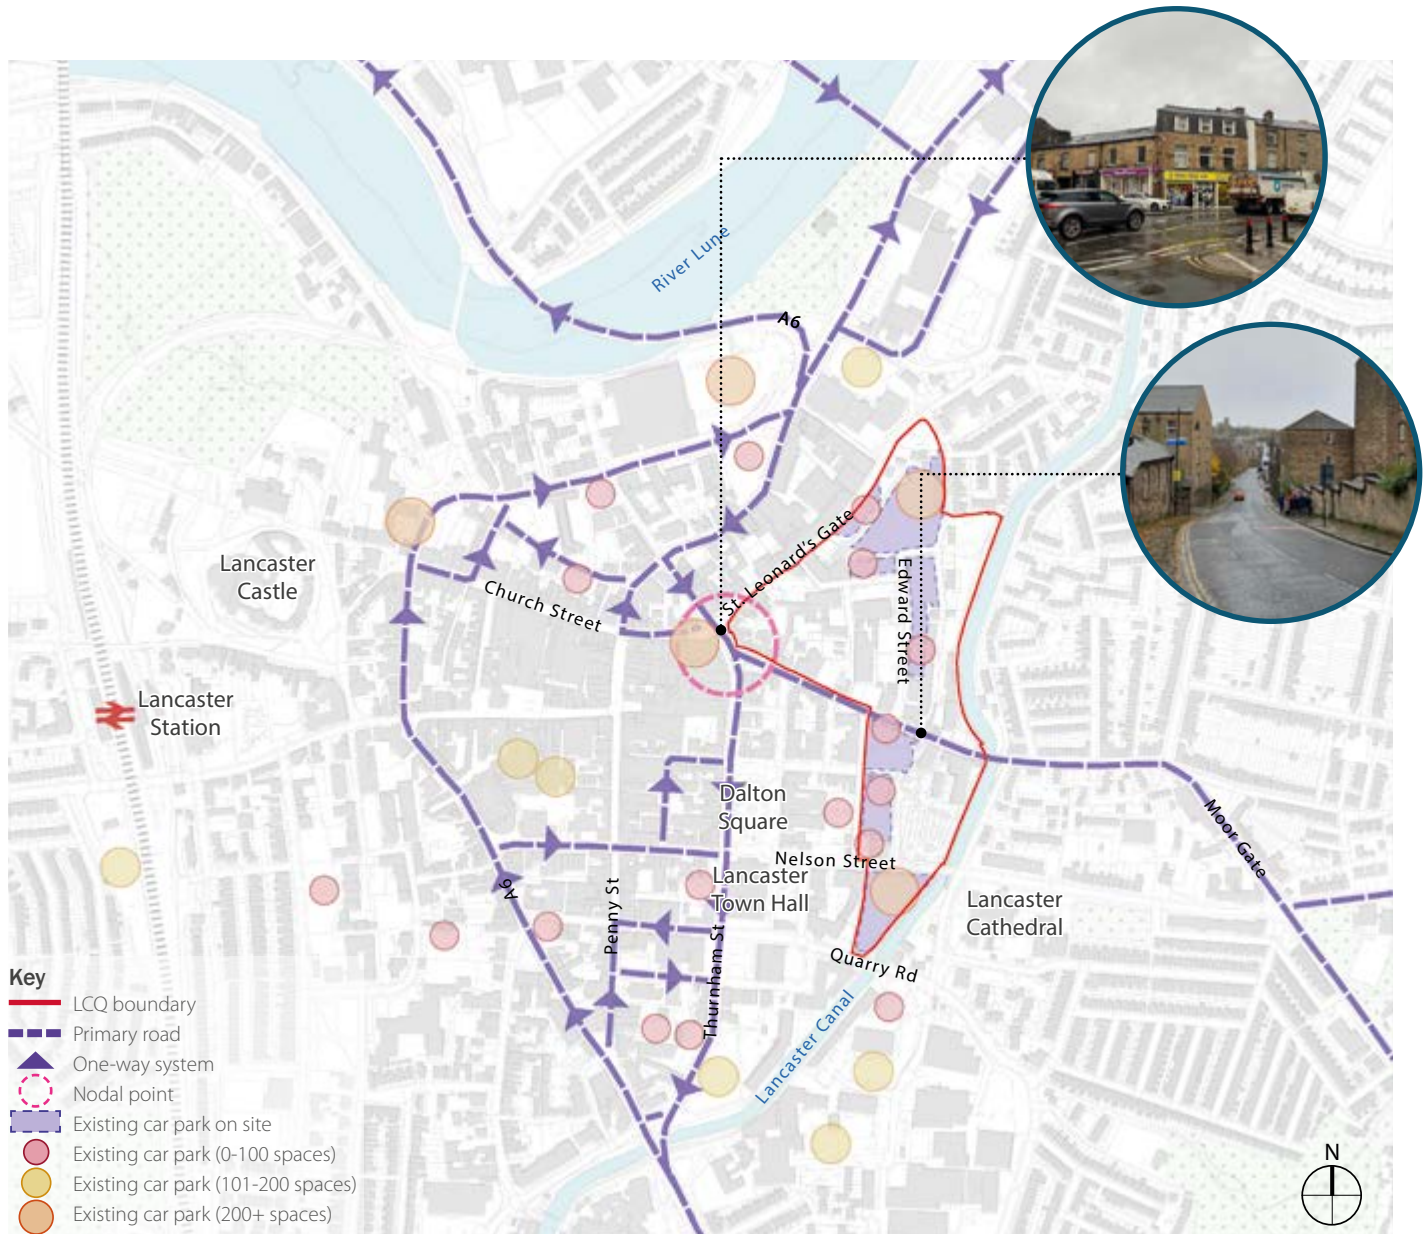 River Lune
A6
St. Leonard's Gate
Lancaster
Castle
Church Street
Edward Street
Lancaster
Station
Dalton
Square
Moor Gate
Nelson Street
Lancaster
Town Hall
A6
Penny St
Lancaster
Cathedral
Thurnham St
Quarry Rd
Lancaster Canal
Key
LCQ boundary
Primary road
One-way system
Nodal point
Existing car park on site
Existing car park (0-100 spaces)
Existing car park (101-200 spaces)
Existing car park (200+ spaces)
N